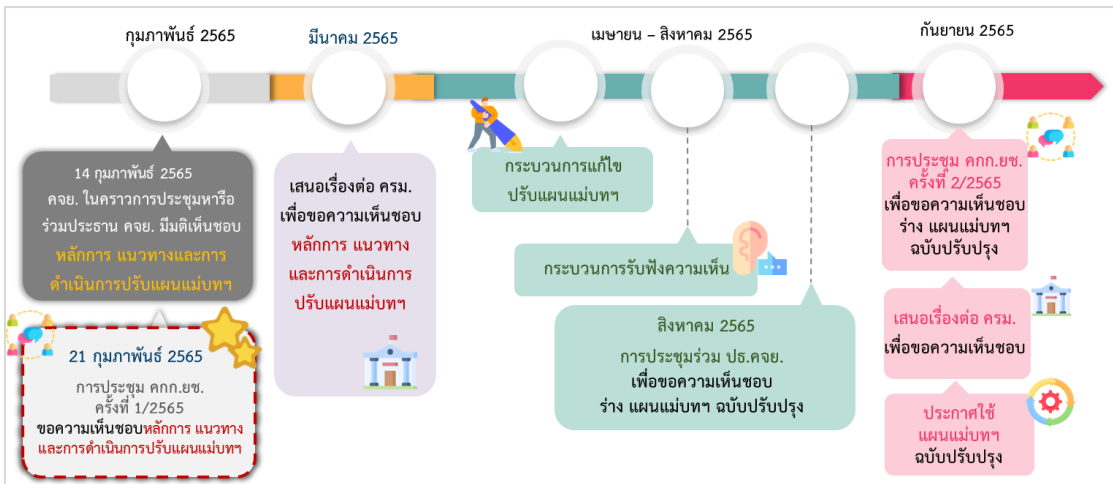 กุมภาพันธ์ 2565
มีนาคม 2565
เมษายน – สิงหาคม 2565
กันยายน 2565
14 กุมภาพันธ์ 2565
คจย. ในคราวการประชุมหารือ
ร่วมประธาน คจย. มีมติเห็นชอบ
หลักการ แนวทางและการ
ดำเนินการปรับแผนแม่บทฯ
21 กุมภาพันธ์ 2565
การประชุม คกก.ยช.
ครั้งที่ 1/2565
ขอความเห็นชอบหลักการ แนวทาง
และการดำเนินการปรับแผนแม่บทฯ
เสนอเรื่องต่อ ครม.
เพื่อขอความเห็นชอบ
หลักการ แนวทาง
และการดำเนินการ
ปรับแผนแม่บทฯ
กระบวนการแก้ไข
ปรับแผนแม่บทฯ
กระบวนการรับฟังความเห็น
สิงหาคม 2565
การประชุมร่วม ปธ.คจย.
เพื่อขอความเห็นชอบ
ร่าง แผนแม่บทฯ ฉบับปรับปรุง
การประชุม คกก.ยช.
ครั้งที่ 2/2565
เพื่อขอความเห็นชอบ
ร่าง แผนแม่บทฯ
ฉบับปรับปรุง
เสนอเรื่องต่อ ครม.
เพื่อขอความเห็นชอบ
ประกาศใช้
แผนแม่บทฯ
ฉบับปรับปรุง